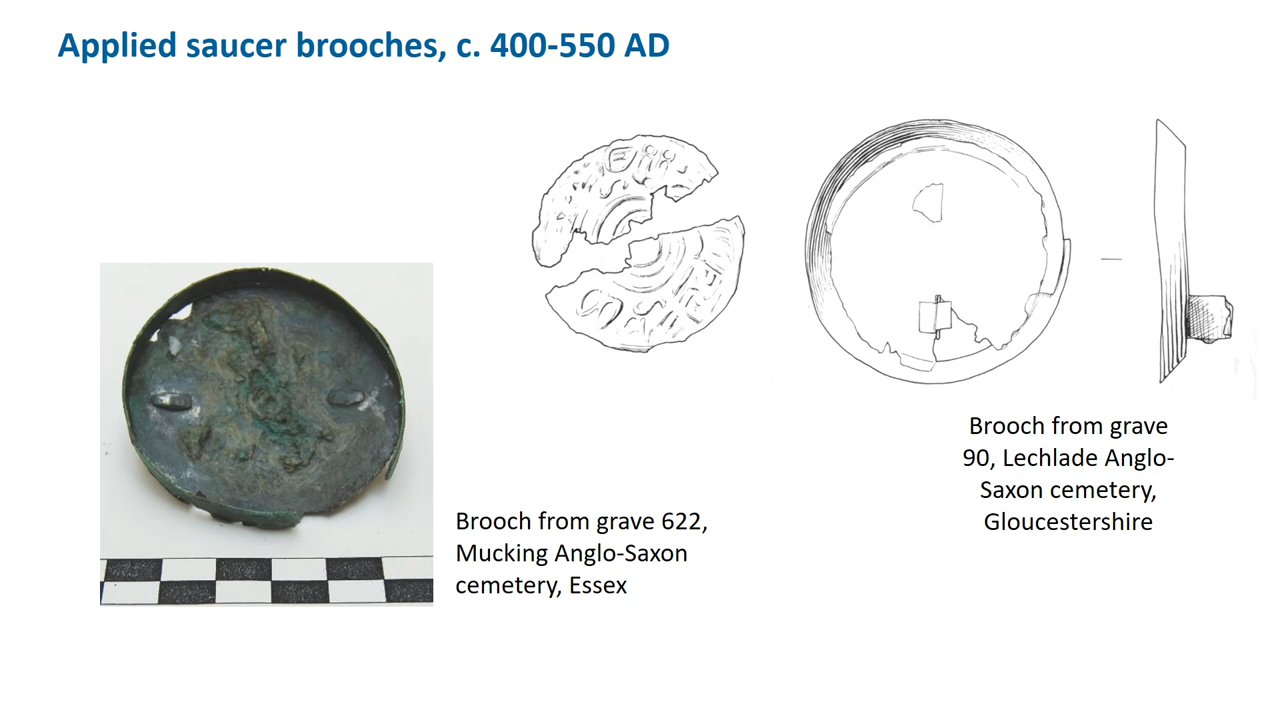 Applied saucer brooches, c. 400-550 AD
Brooch from grave
90, Lechlade Anglo-
Saxon cemetery,
Gloucestershire
Brooch from grave 622,
Mucking Anglo-Saxon
cemetery, Essex